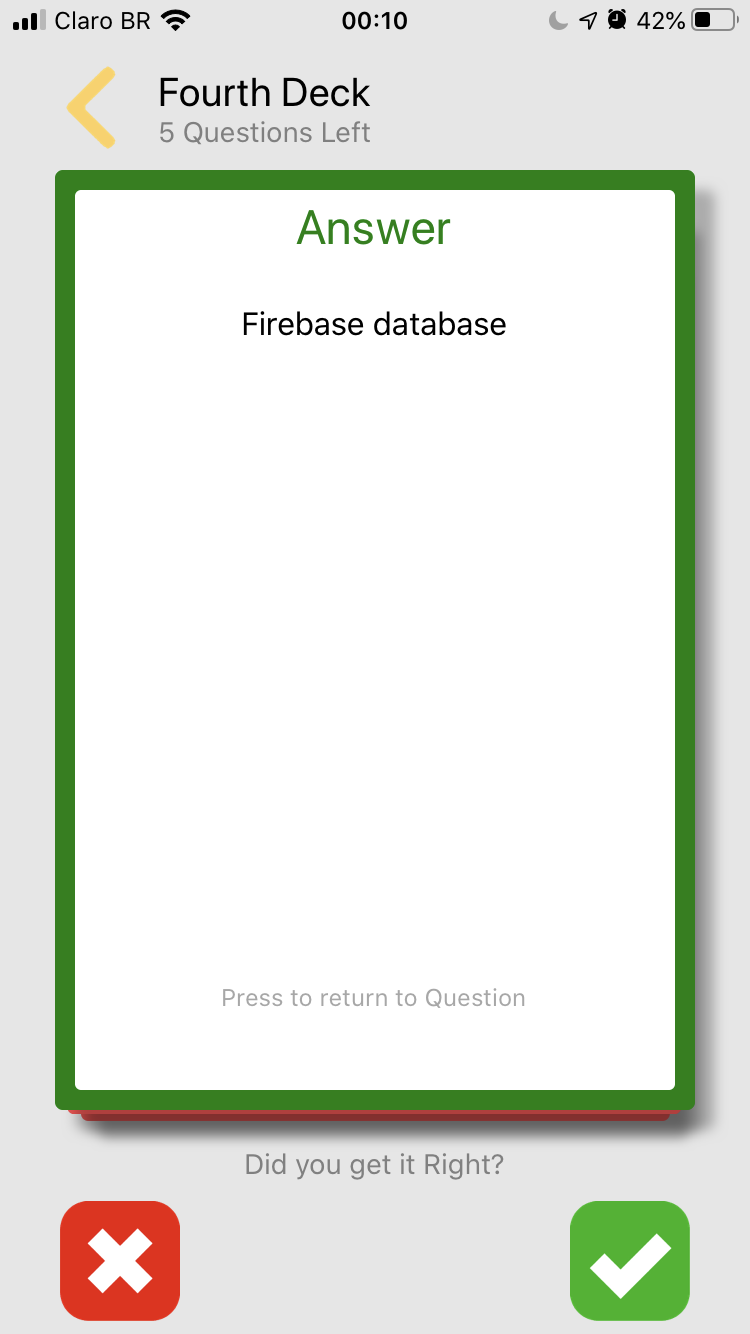 Claro BR 00:10 42%
Fourth Deck
5 Questions Left
Answer
Firebase database
Press to return to Question
Did you get it Right?